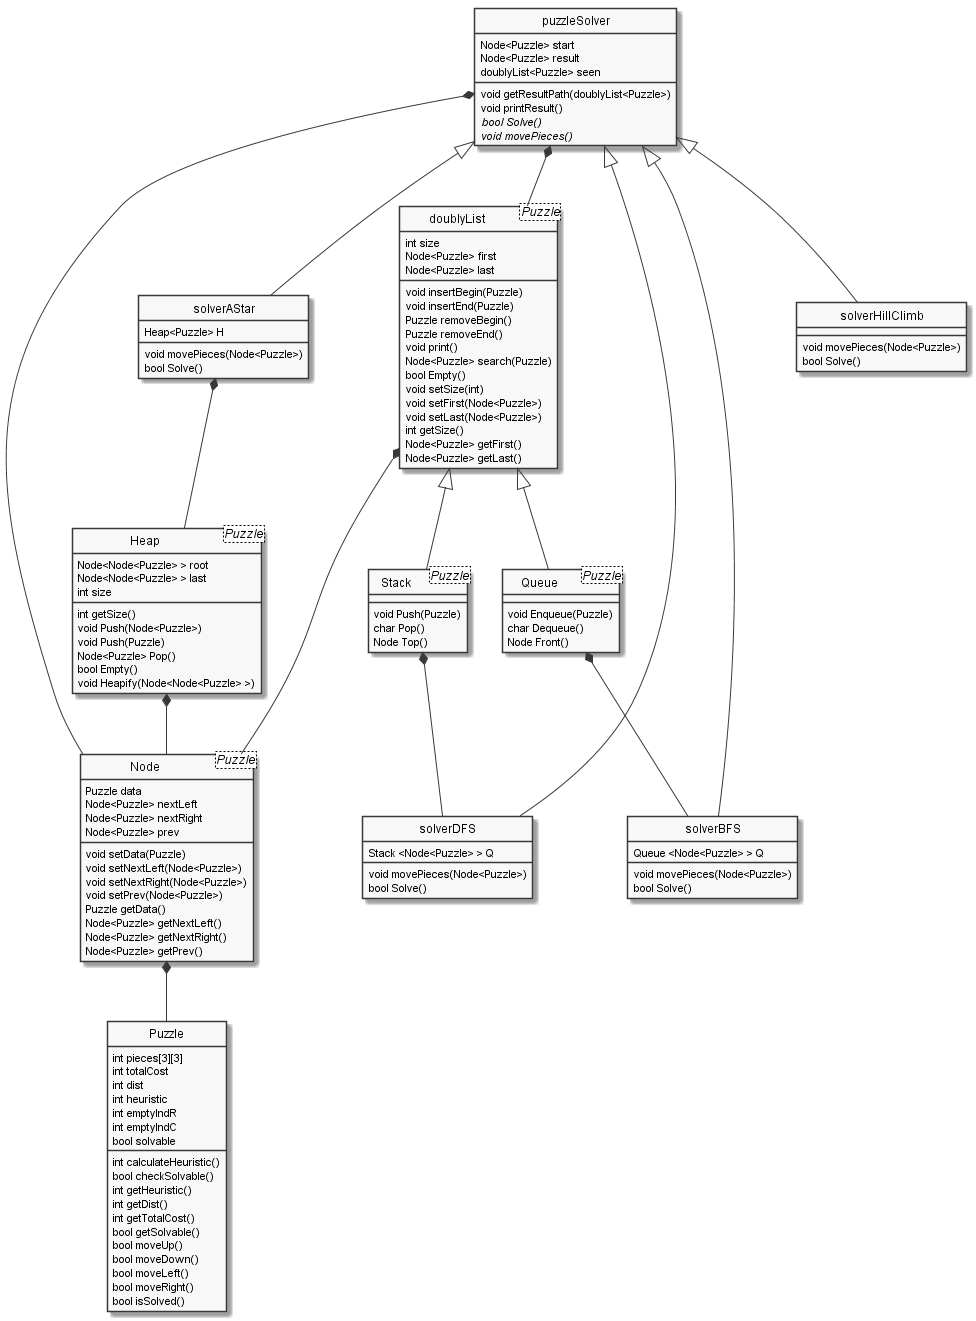 puzzleSolver
Node<Puzzle> start
Node<Puzzle> result
doublyList<Puzzle> seen
void getResultPath(doublyList<Puzzle>)
void printResult()
bool Solve()
void movePieces()
Puzzle
doublyList
int size
Node<Puzzle> first
Node<Puzzle> last
void insertBegin(Puzzle)
void insertEnd(Puzzle)
Puzzle removeBegin()
Puzzle removeEnd()
void print()
Node<Puzzle> search(Puzzle)
bool Empty()
void setSize(int)
void setFirst(Node<Puzzle>)
void setLast(Node<Puzzle>)
int getSize()
Node<Puzzle> getFirst()
Node<Puzzle> getLast()
solverAStar
Heap<Puzzle> H
void movePieces(Node<Puzzle>)
bool Solve()
solverHillClimb
void movePieces(Node<Puzzle>)
bool Solve()
Puzzle
Heap
Node<Node<Puzzle> > root
Node<Node<Puzzle> > last
int size
int getSize()
void Push(Node<Puzzle>)
void Push(Puzzle)
Node<Puzzle> Pop()
bool Empty()
void Heapify(Node<Node<Puzzle> >)
Puzzle
Stack
void Push(Puzzle)
char Pop()
Node Top()
Puzzle
Queue
void Enqueue(Puzzle)
char Dequeue()
Node Front()
Puzzle
Node
Puzzle data
Node<Puzzle> nextLeft
Node<Puzzle> nextRight
Node<Puzzle> prev
void setData(Puzzle)
void setNextLeft(Node<Puzzle>)
void setNextRight(Node<Puzzle>)
void setPrev(Node<Puzzle>)
Puzzle getData()
Node<Puzzle> getNextLeft()
Node<Puzzle> getNextRight()
Node<Puzzle> getPrev()
solverDFS
Stack <Node<Puzzle> > Q
void movePieces(Node<Puzzle>)
bool Solve()
solverBFS
Queue <Node<Puzzle> > Q
void movePieces(Node<Puzzle>)
bool Solve()
Puzzle
int pieces[3][3]
int totalCost
int dist
int heuristic
int emptyIndR
int emptyIndC
bool solvable
int calculateHeuristic()
bool checkSolvable()
int getHeuristic()
int getDist()
int getTotalCost()
bool getSolvable()
bool moveUp()
bool moveDown()
bool moveLeft()
bool moveRight()
bool isSolved()